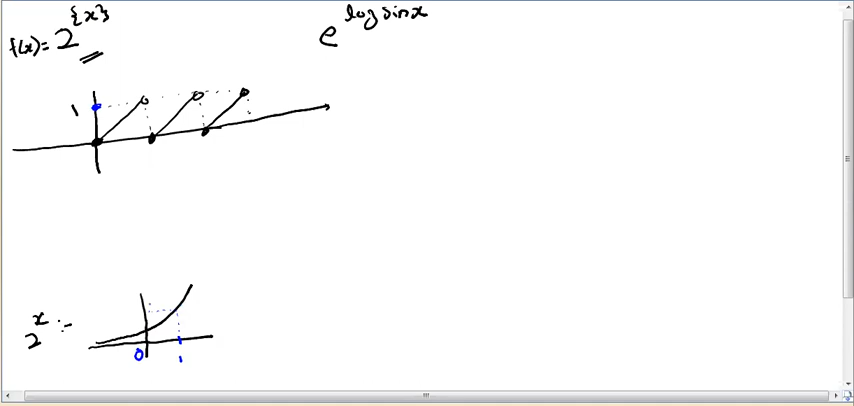 f(x) = 2^{x}
e^log sin x
1
2^x :-
0
1